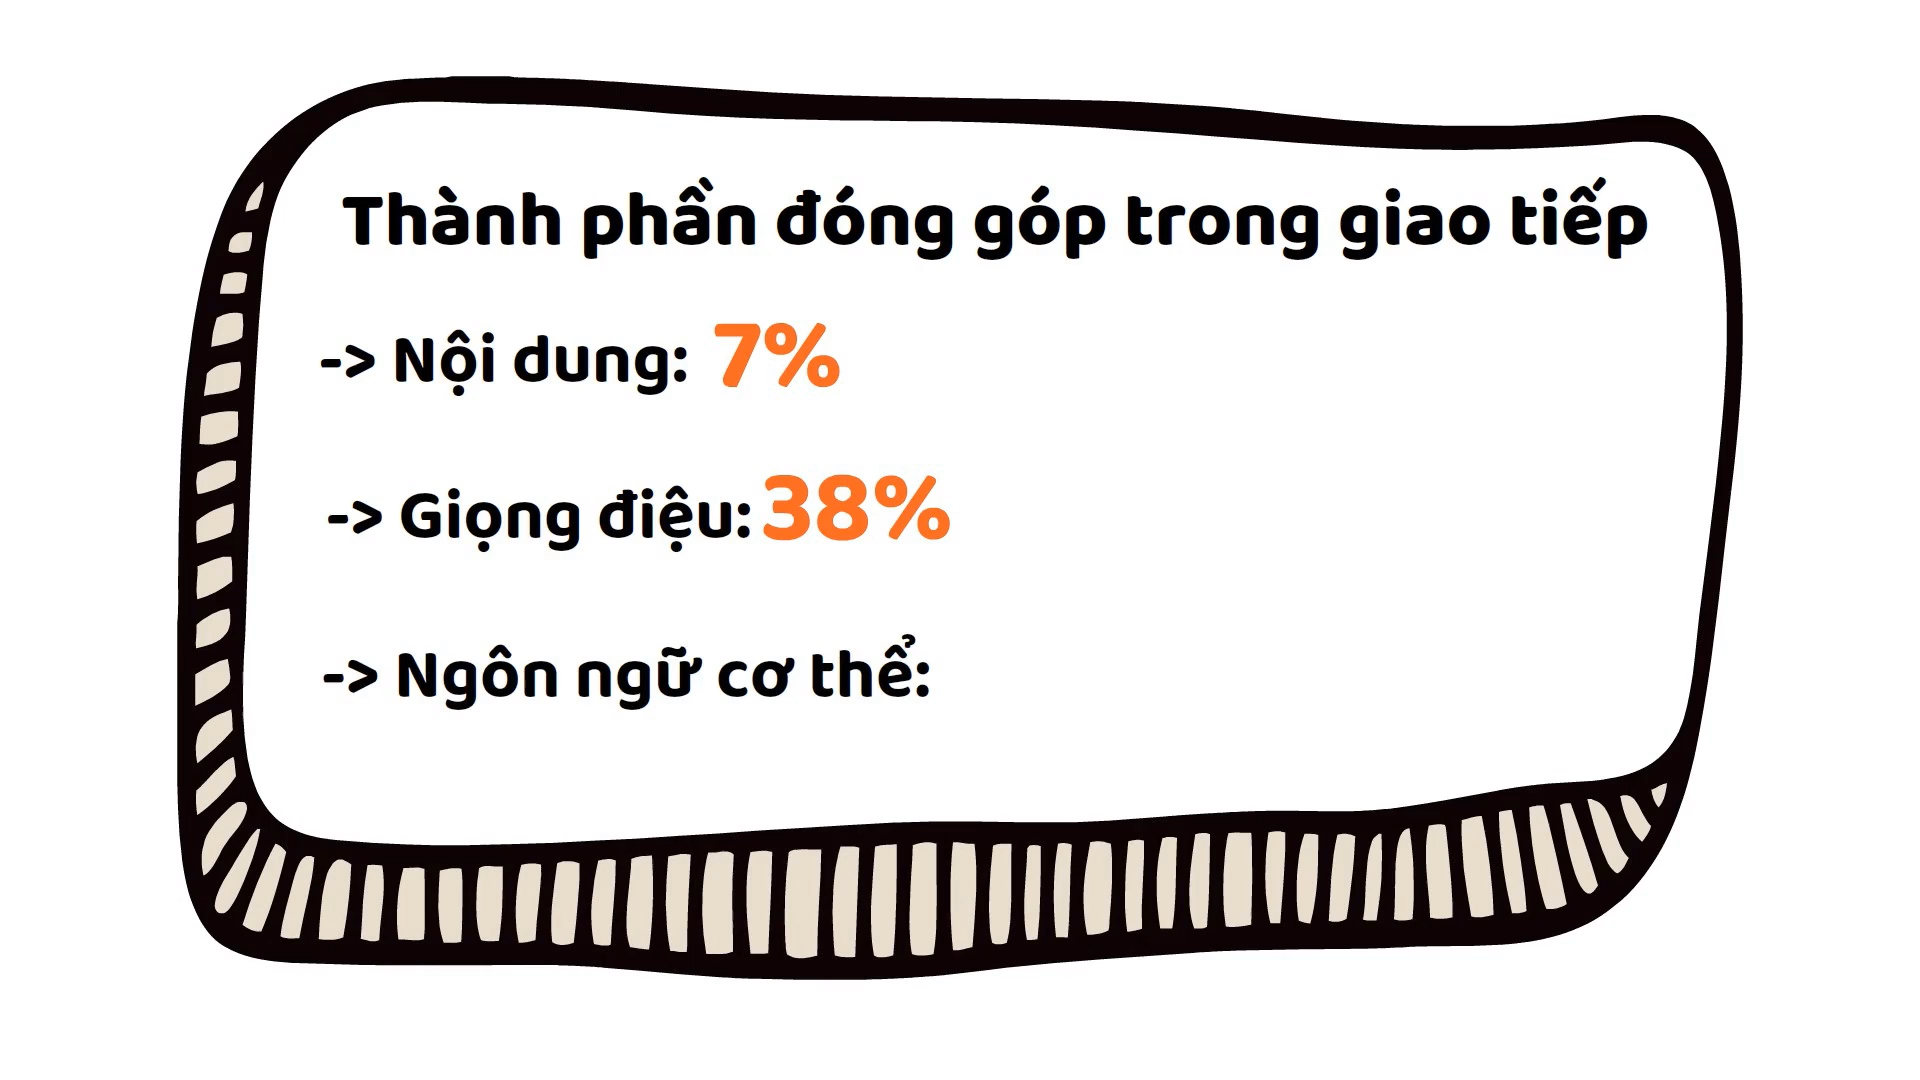 Thành phần đóng góp trong giao tiếp
-> Nội dung: 7%
-> Giọng điệu: 38%
-> Ngôn ngữ cơ thể: